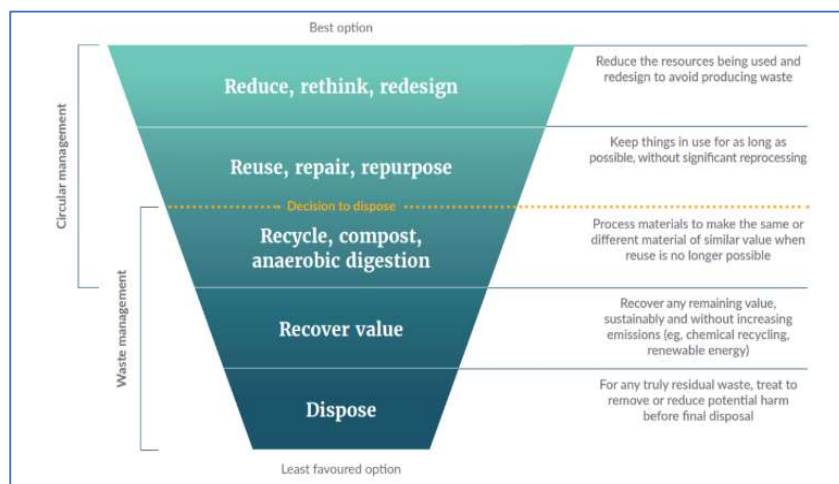 Best option
Circular management
Waste management
Reduce, rethink, redesign
Reduce the resources being used and
redesign to avoid producing waste
Reuse, repair, repurpose
Keep things in use for as long as
possible, without significant reprocessing
Decision to dispose
Recycle, compost,
anaerobic digestion
Process materials to make the same or
different material of similar value when
reuse is no longer possible
Recover value
Recover any remaining value,
sustainably and without increasing
emissions (eg, chemical recycling,
renewable energy)
Dispose
For any truly residual waste, treat to
remove or reduce potential harm
before final disposal
Least favoured option